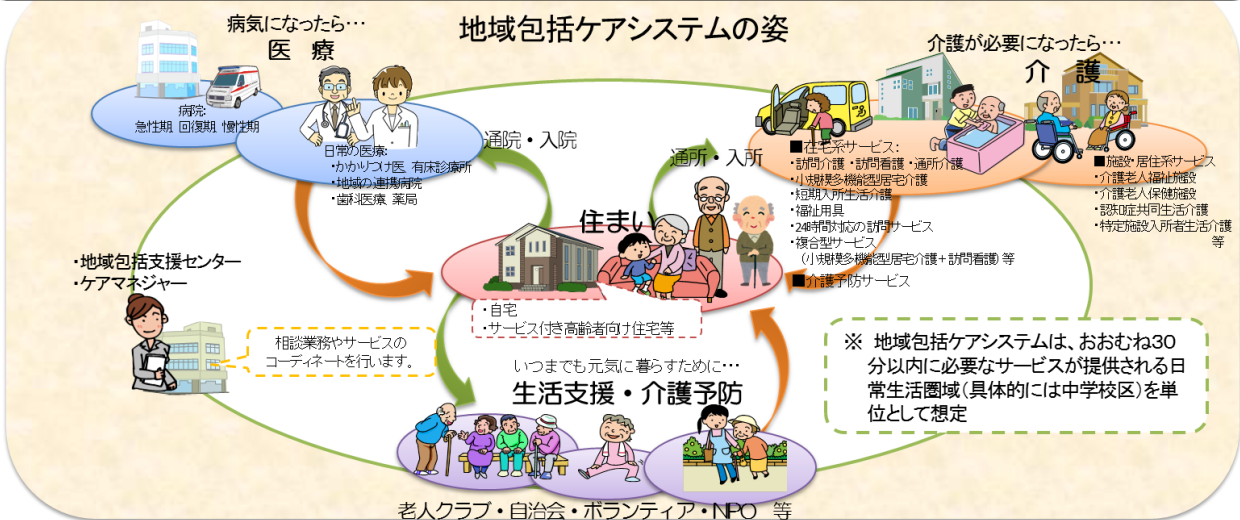 地域包括ケアシステムの姿
病気になったら…
医 療
病院:
急性期 回復期 慢性期
日常の医療:
・かかりつけ医 有床診療所
・地域の連携病院
・歯科医療 薬局
通院・入院
通所・入所
介護が必要になったら…
介 護
■在宅系サービス:
・訪問介護・訪問看護・通所介護
・小規模多機能型居宅介護
・短期入所生活介護
・福祉用具
・24時間対応の訪問サービス
・複合型サービス
（小規模多機能型居宅介護＋訪問看護）等
■介護予防サービス
■施設・居住系サービス
・介護老人福祉施設
・介護老人保健施設
・認知症共同生活介護
・特定施設入所者生活介護
等
住まい
・自宅
・サービス付き高齢者向け住宅等
・地域包括支援センター
・ケアマネジャー
相談業務やサービスの
コーディネートを行います。
いつまでも元気に暮らすために…
生活支援・介護予防
老人クラブ・自治会・ボランティア・NPO 等
※ 地域包括ケアシステムは、おおむね30
分以内に必要なサービスが提供される日
常生活圏域（具体的には中学校区）を単
位として想定